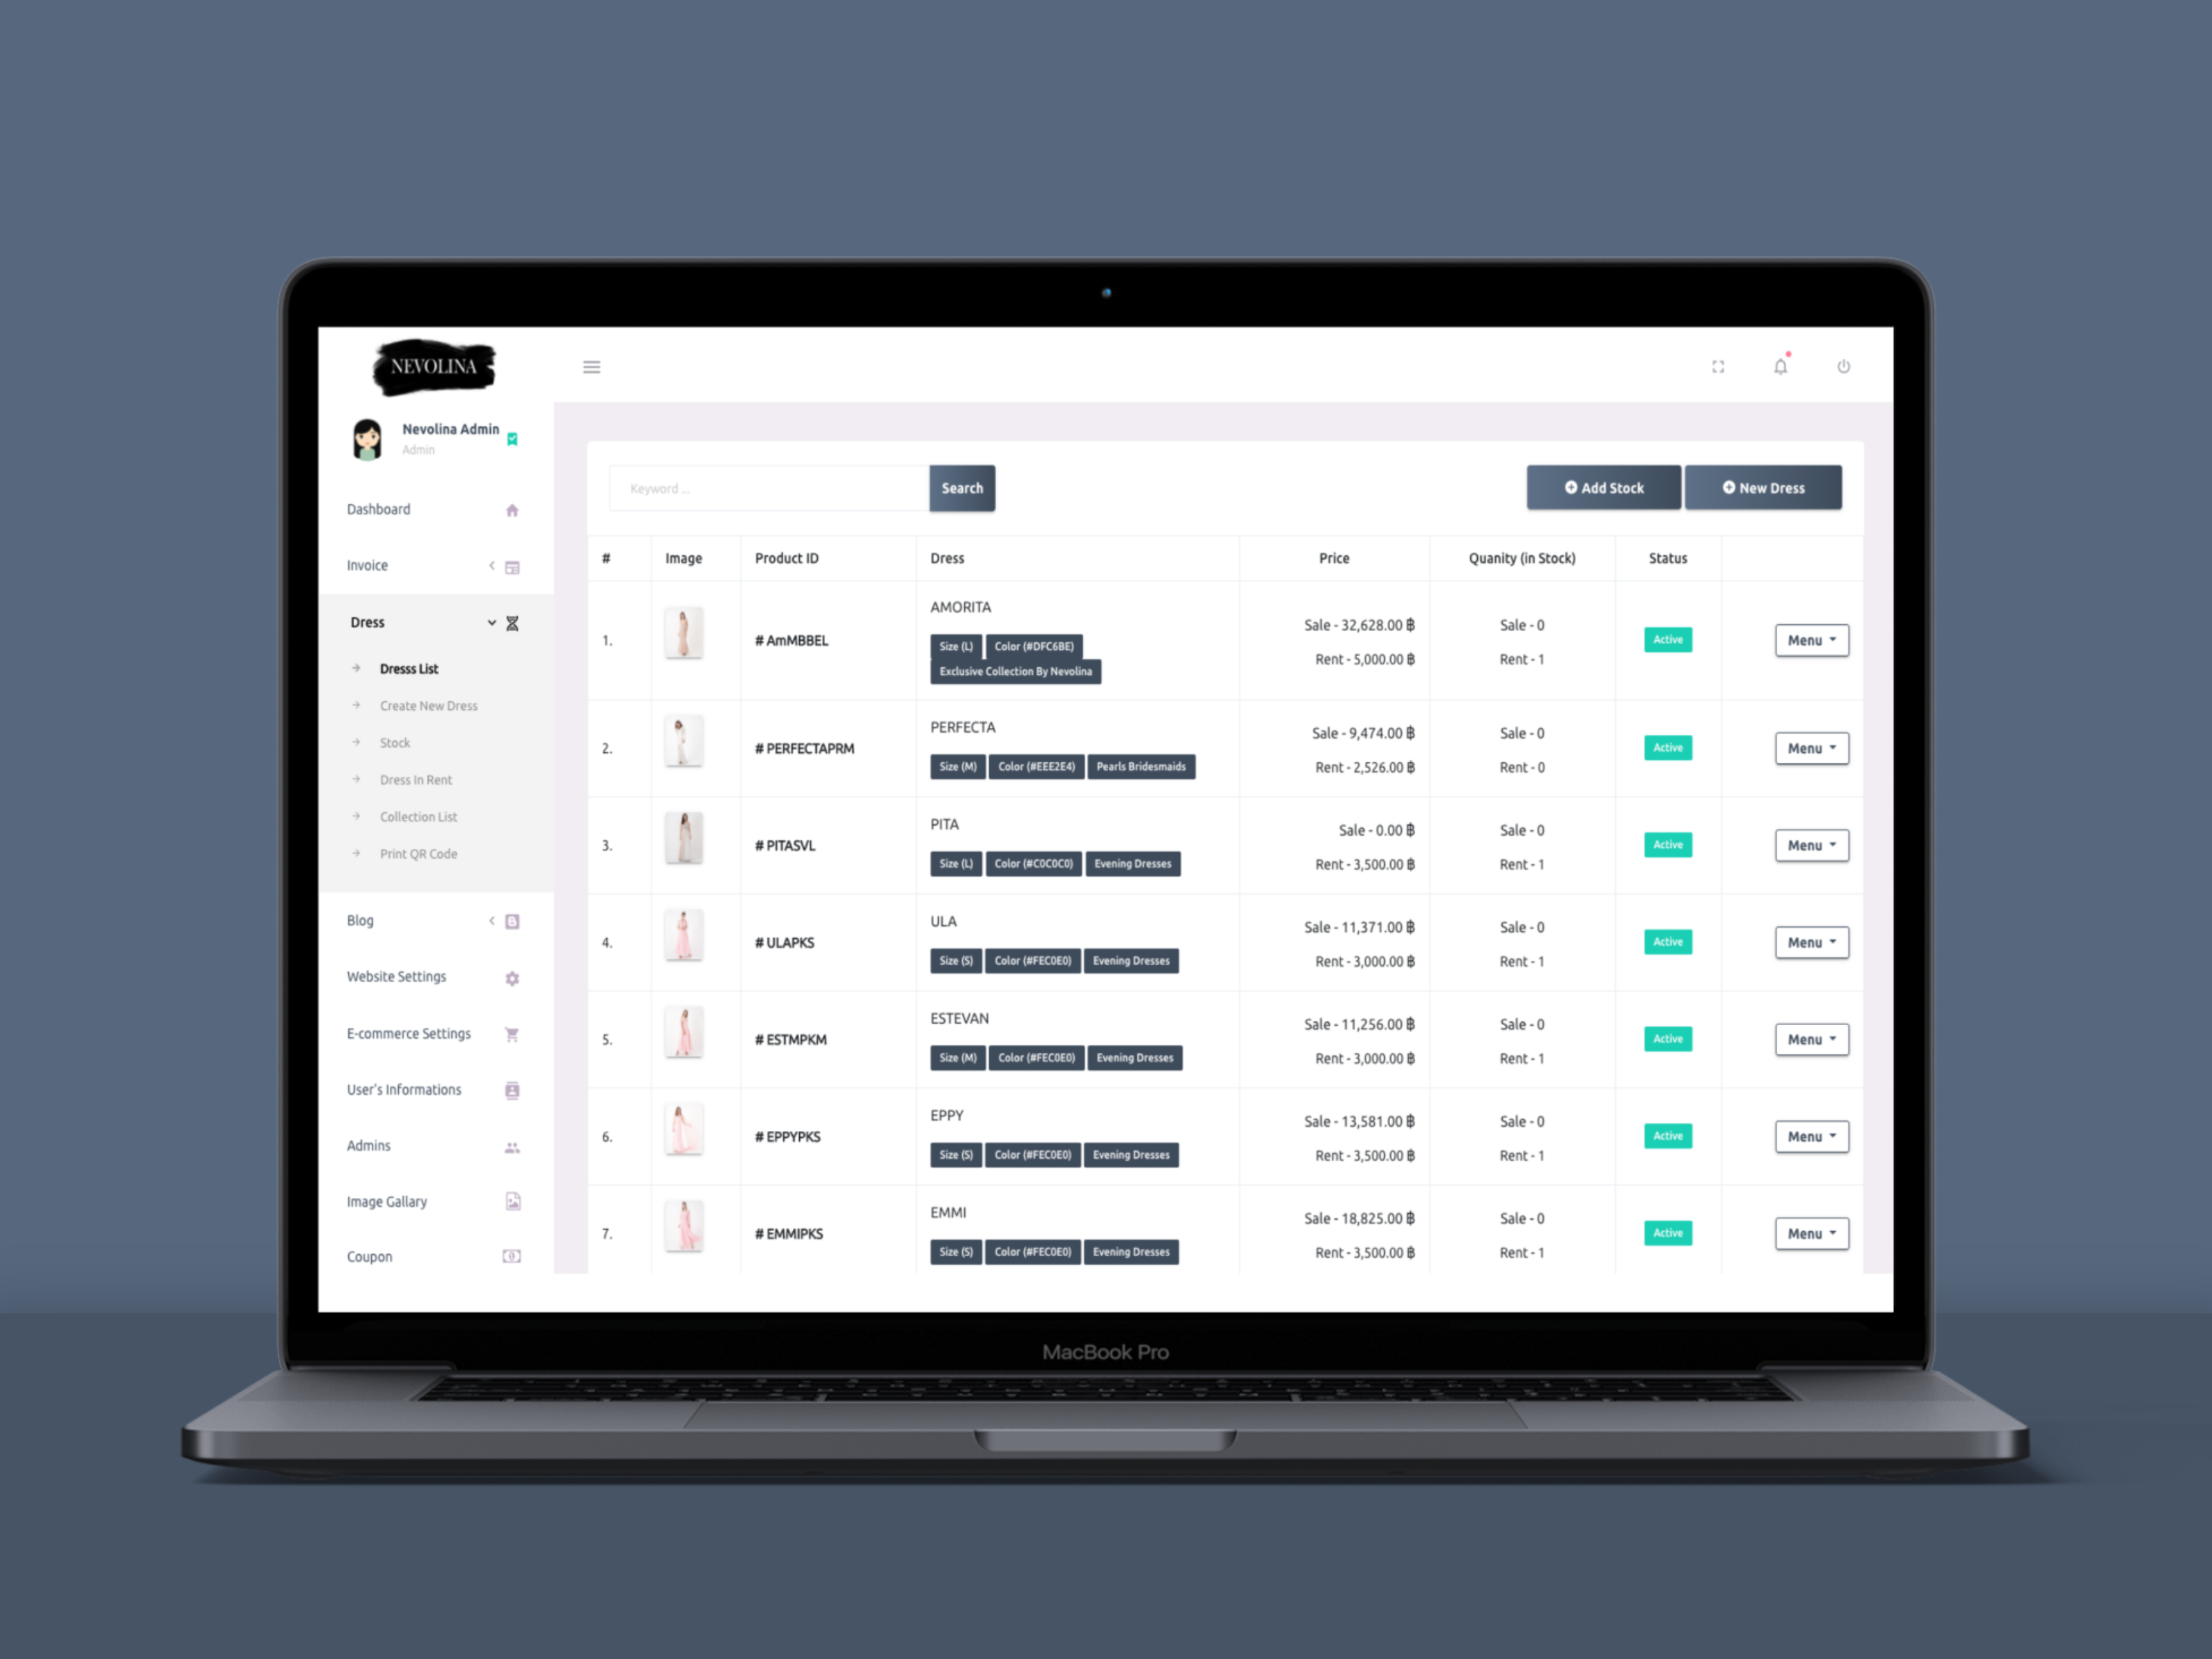 NEVOLINA
Nevolina Admin
Admin
Dashboard
Invoice
Dress
Dresss List
Create New Dress
Stock
Dress In Rent
Collection List
Print QR Code
Blog
Website Settings
E-commerce Settings
User's Informations
Admins
Image Gallary
Coupon
Keyword ...
Search
Add Stock
New Dress
# Image Product ID Dress Price Quanity (in Stock) Status
1. # AmMBBEL AMORITA
Size (L) Color (#DFC6BE)
Exclusive Collection By Nevolina
Sale - 32,628.00 ฿
Rent - 5,000.00 ฿
Sale - 0
Rent - 1
Active
Menu
2. # PERFECTAPRM PERFECTA
Size (M) Color (#EEE2E4) Pearls Bridesmaids
Sale - 9,474.00 ฿
Rent - 2,526.00 ฿
Sale - 0
Rent - 0
Active
Menu
3. # PITASVL PITA
Size (L) Color (#C0C0C0) Evening Dresses
Sale - 0.00 ฿
Rent - 3,500.00 ฿
Sale - 0
Rent - 1
Active
Menu
4. # ULAPKS ULA
Size (S) Color (#FEC0E0) Evening Dresses
Sale - 11,371.00 ฿
Rent - 3,000.00 ฿
Sale - 0
Rent - 1
Active
Menu
5. # ESTMPKM ESTEVAN
Size (M) Color (#FEC0E0) Evening Dresses
Sale - 11,256.00 ฿
Rent - 3,000.00 ฿
Sale - 0
Rent - 1
Active
Menu
6. # EPPYPKS EPPY
Size (S) Color (#FEC0E0) Evening Dresses
Sale - 13,581.00 ฿
Rent - 3,500.00 ฿
Sale - 0
Rent - 1
Active
Menu
7. # EMMIPKS EMMI
Size (S) Color (#FEC0E0) Evening Dresses
Sale - 18,825.00 ฿
Rent - 3,500.00 ฿
Sale - 0
Rent - 1
Active
Menu
MacBook Pro